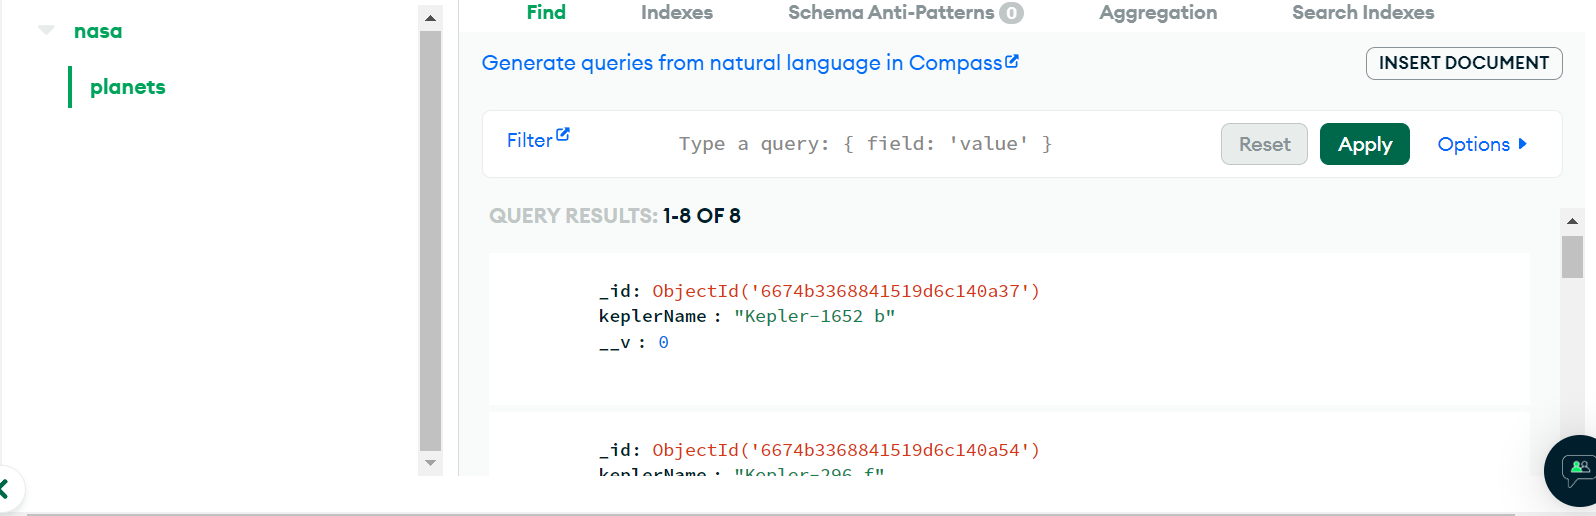 nasa
planets
Find Indexes Schema Anti-Patterns 0 Aggregation Search Indexes
Generate queries from natural language in Compass
INSERT DOCUMENT
Filter Type a query: { field: 'value' } Reset Apply Options
QUERY RESULTS: 1-8 OF 8
_id: ObjectId('6674b3368841519d6c140a37')
keplerName : "Kepler-1652 b"
__v : 0
_id: ObjectId('6674b3368841519d6c140a54')
keplerName : "Kepler-296 f"